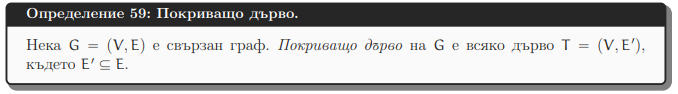 Определение 59: Покриващо дърво.
Нека G = (V, E) е свързан граф. Покриващо дърво на G е всяко дърво T = (V, E′),
където E′ ⊆ E.